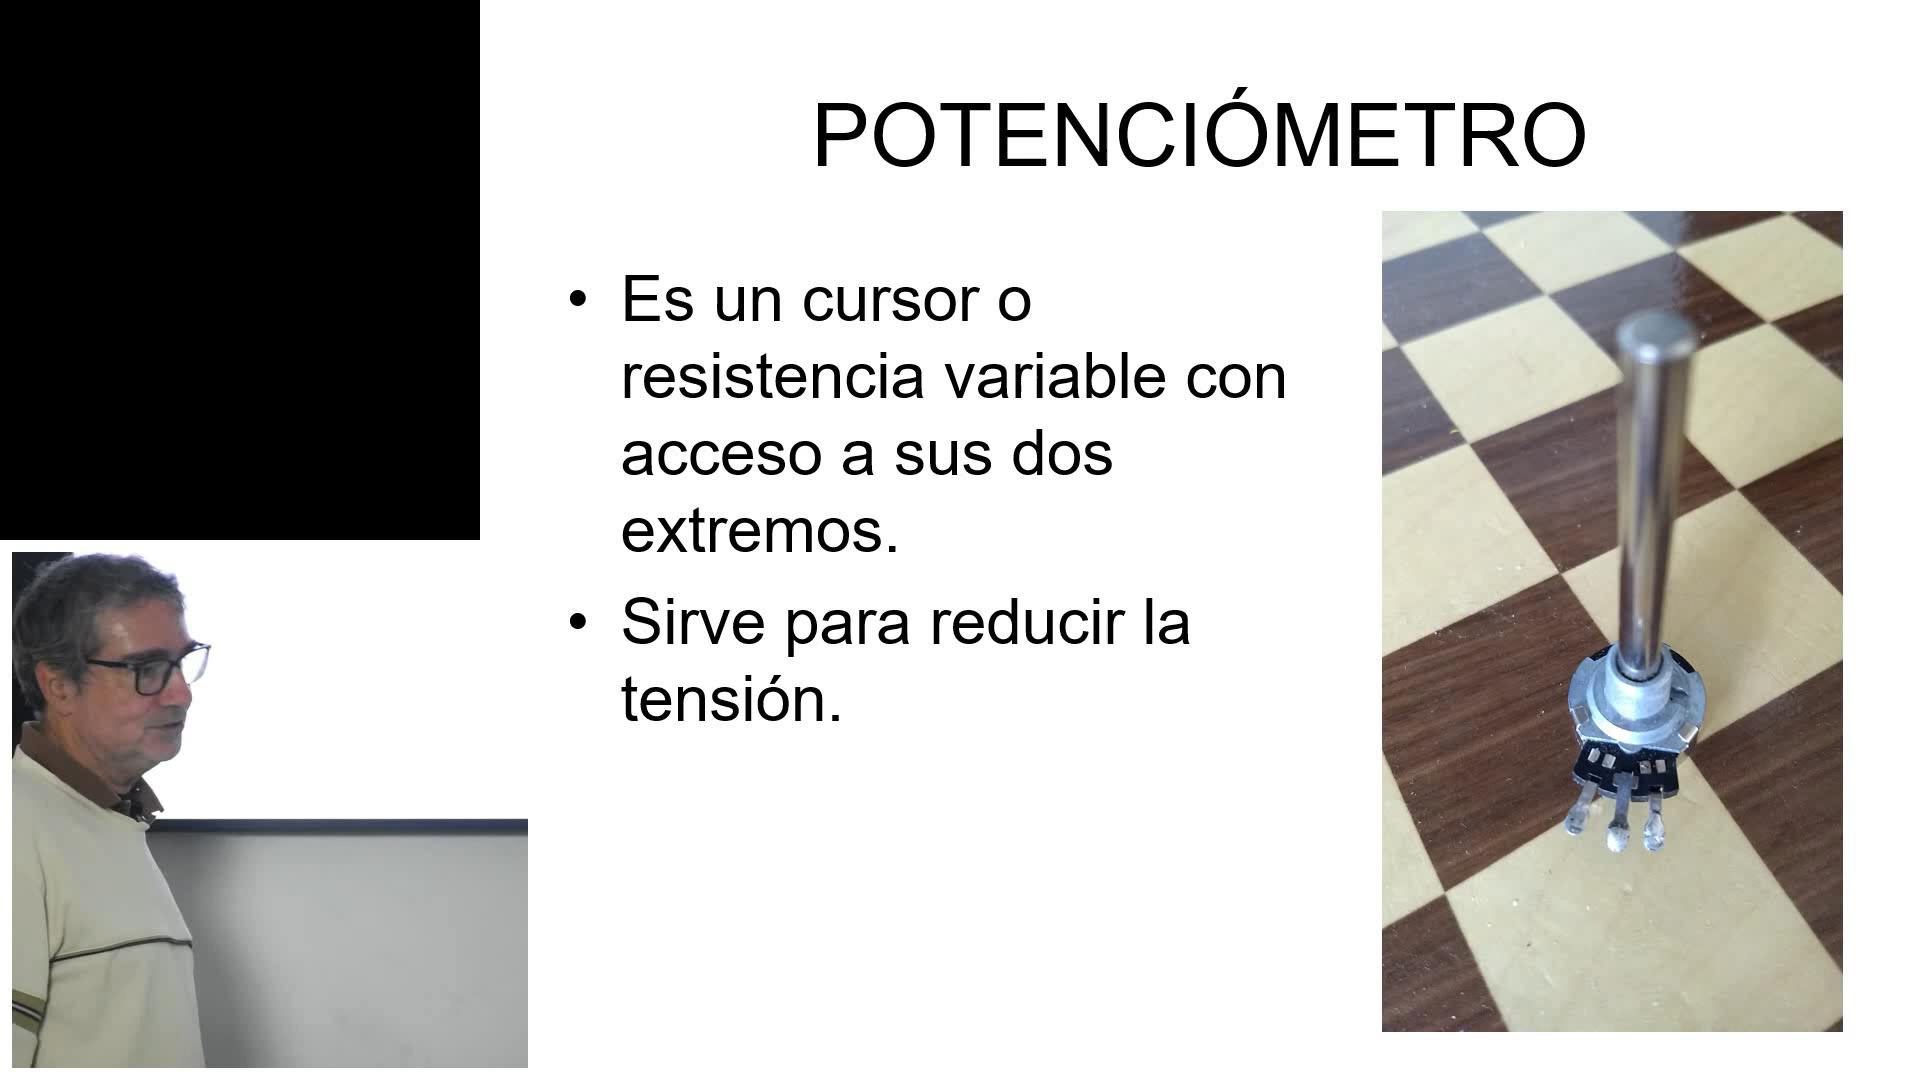 POTENCIÓMETRO
• Es un cursor o
resistencia variable con
acceso a sus dos
extremos.
• Sirve para reducir la
tensión.